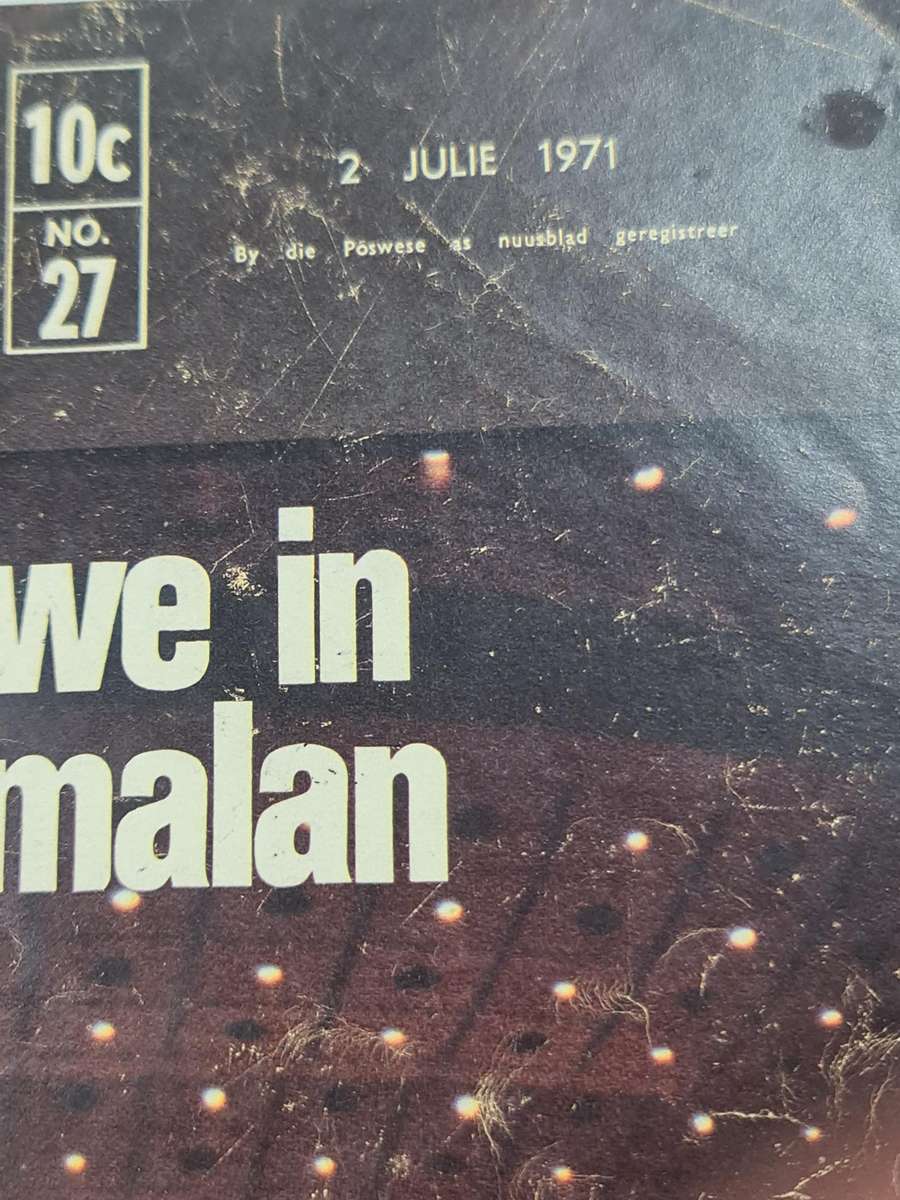 10c
NO.
27
2 JULIE 1971
By die Poswese as nuusblad geregistreer
we in
malan